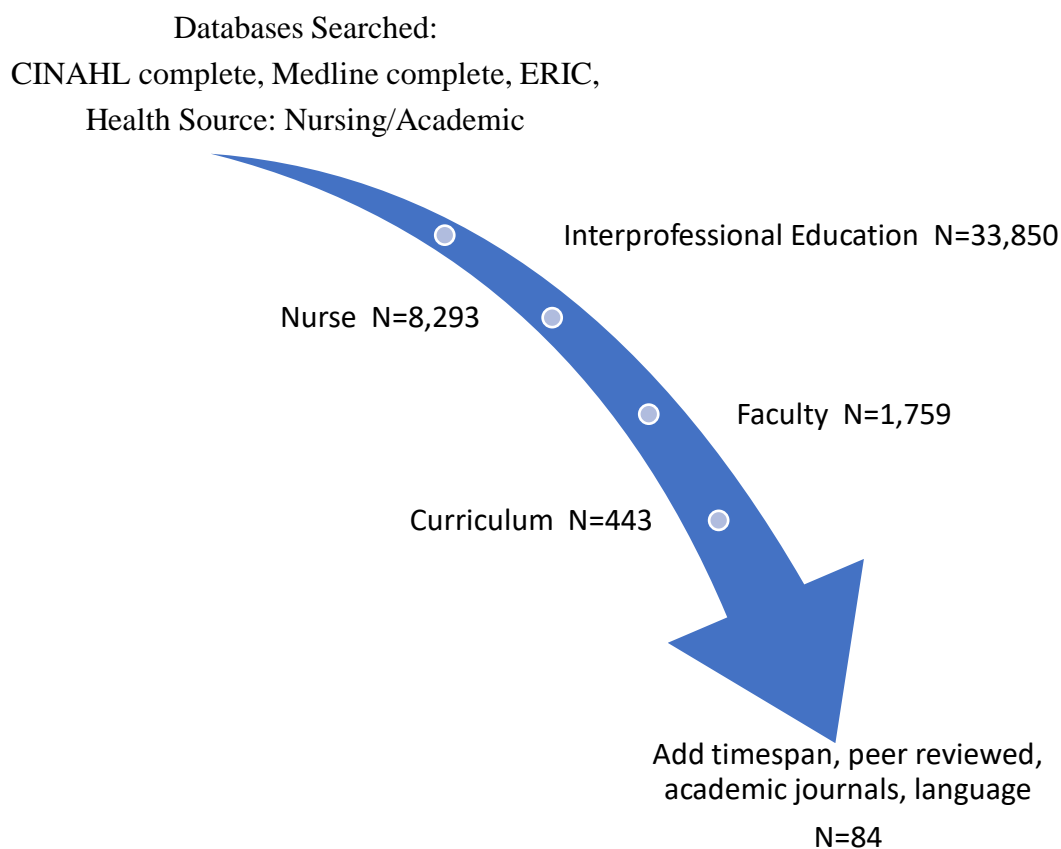 Databases Searched:
CINAHL complete, Medline complete, ERIC,
Health Source: Nursing/Academic
Interprofessional Education  N=33,850
Nurse  N=8,293
Faculty  N=1,759
Curriculum  N=443
Add timespan, peer reviewed,
academic journals, language
N=84